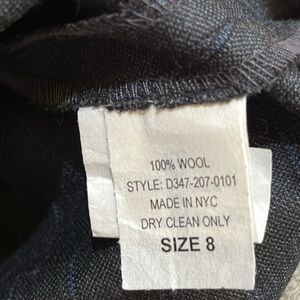 100% WOOL
STYLE: D347-207-0101
MADE IN NYC
DRY CLEAN ONLY
SIZE 8